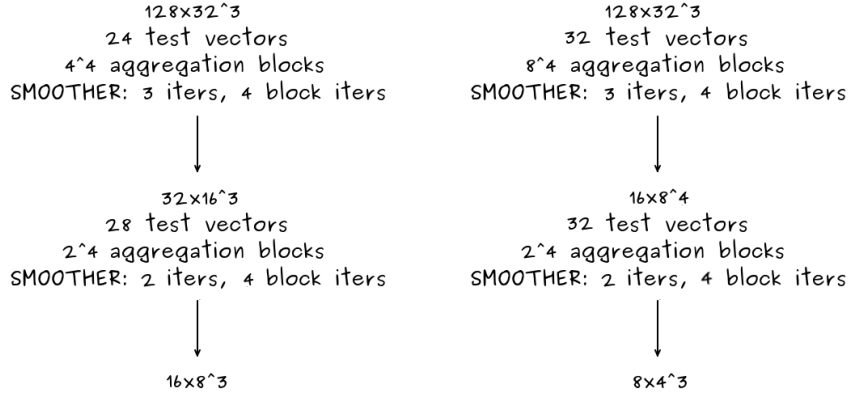 128x32^3
24 test vectors
4^4 aggregation blocks
SMOOTHER: 3 iters, 4 block iters
32x16^3
28 test vectors
2^4 aggregation blocks
SMOOTHER: 2 iters, 4 block iters
16x8^3
128x32^3
32 test vectors
8^4 aggregation blocks
SMOOTHER: 3 iters, 4 block iters
16x8^4
32 test vectors
2^4 aggregation blocks
SMOOTHER: 2 iters, 4 block iters
8x4^3